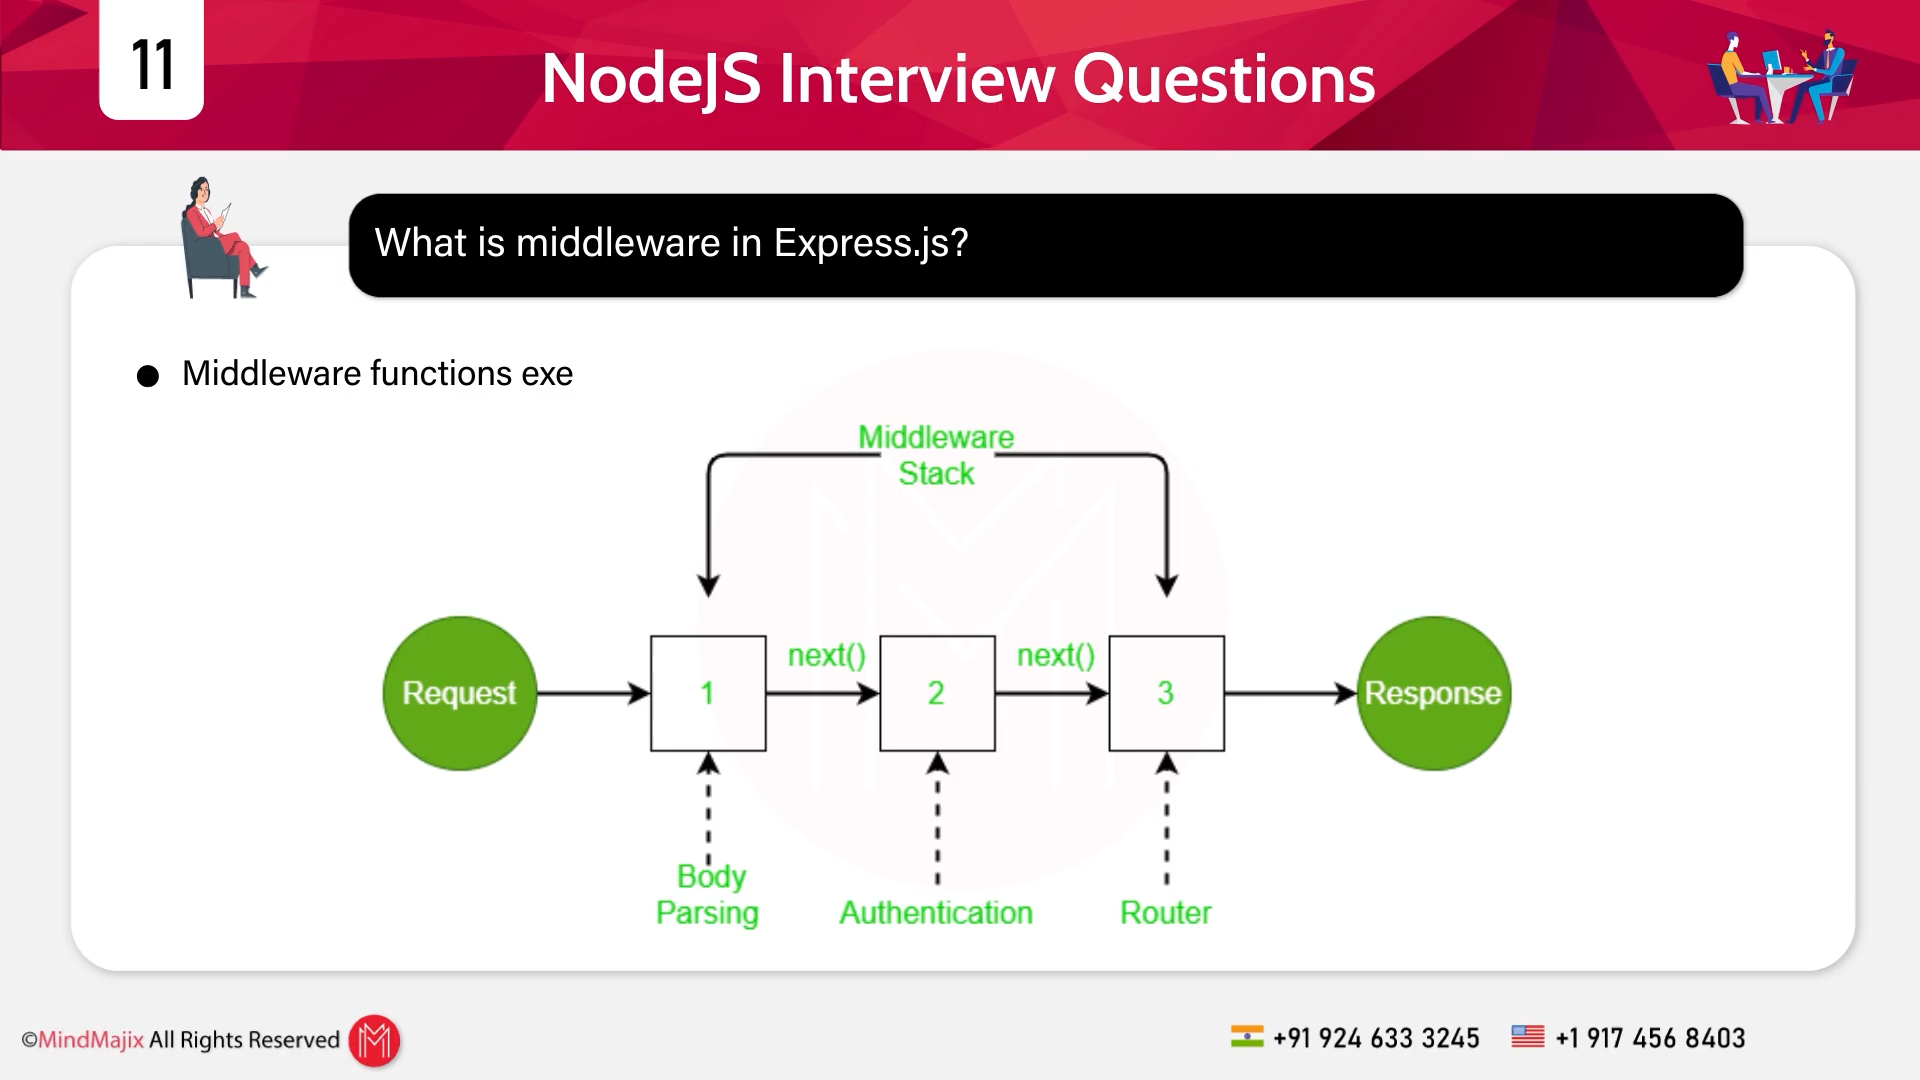 11
NodeJS Interview Questions
What is middleware in Express.js?
● Middleware functions exe
Middleware
Stack
Request
1
next()
2
next()
3
Response
Body
Parsing
Authentication
Router
©MindMajix All Rights Reserved
+91 924 633 3245
+1 917 456 8403